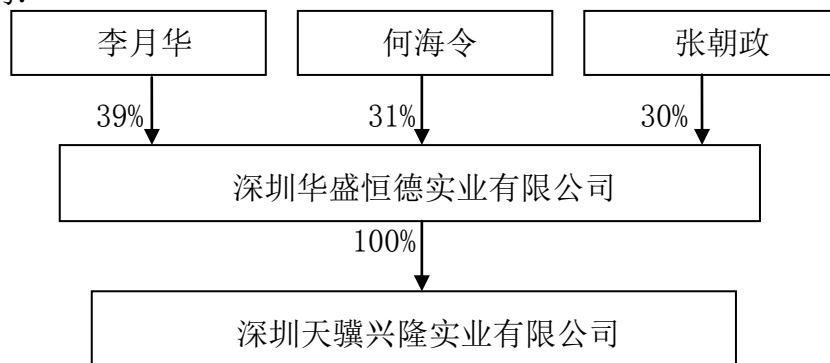 李月华 何海令 张朝政
39% 31% 30%
深圳华盛恒德实业有限公司
100%
深圳天骥兴隆实业有限公司